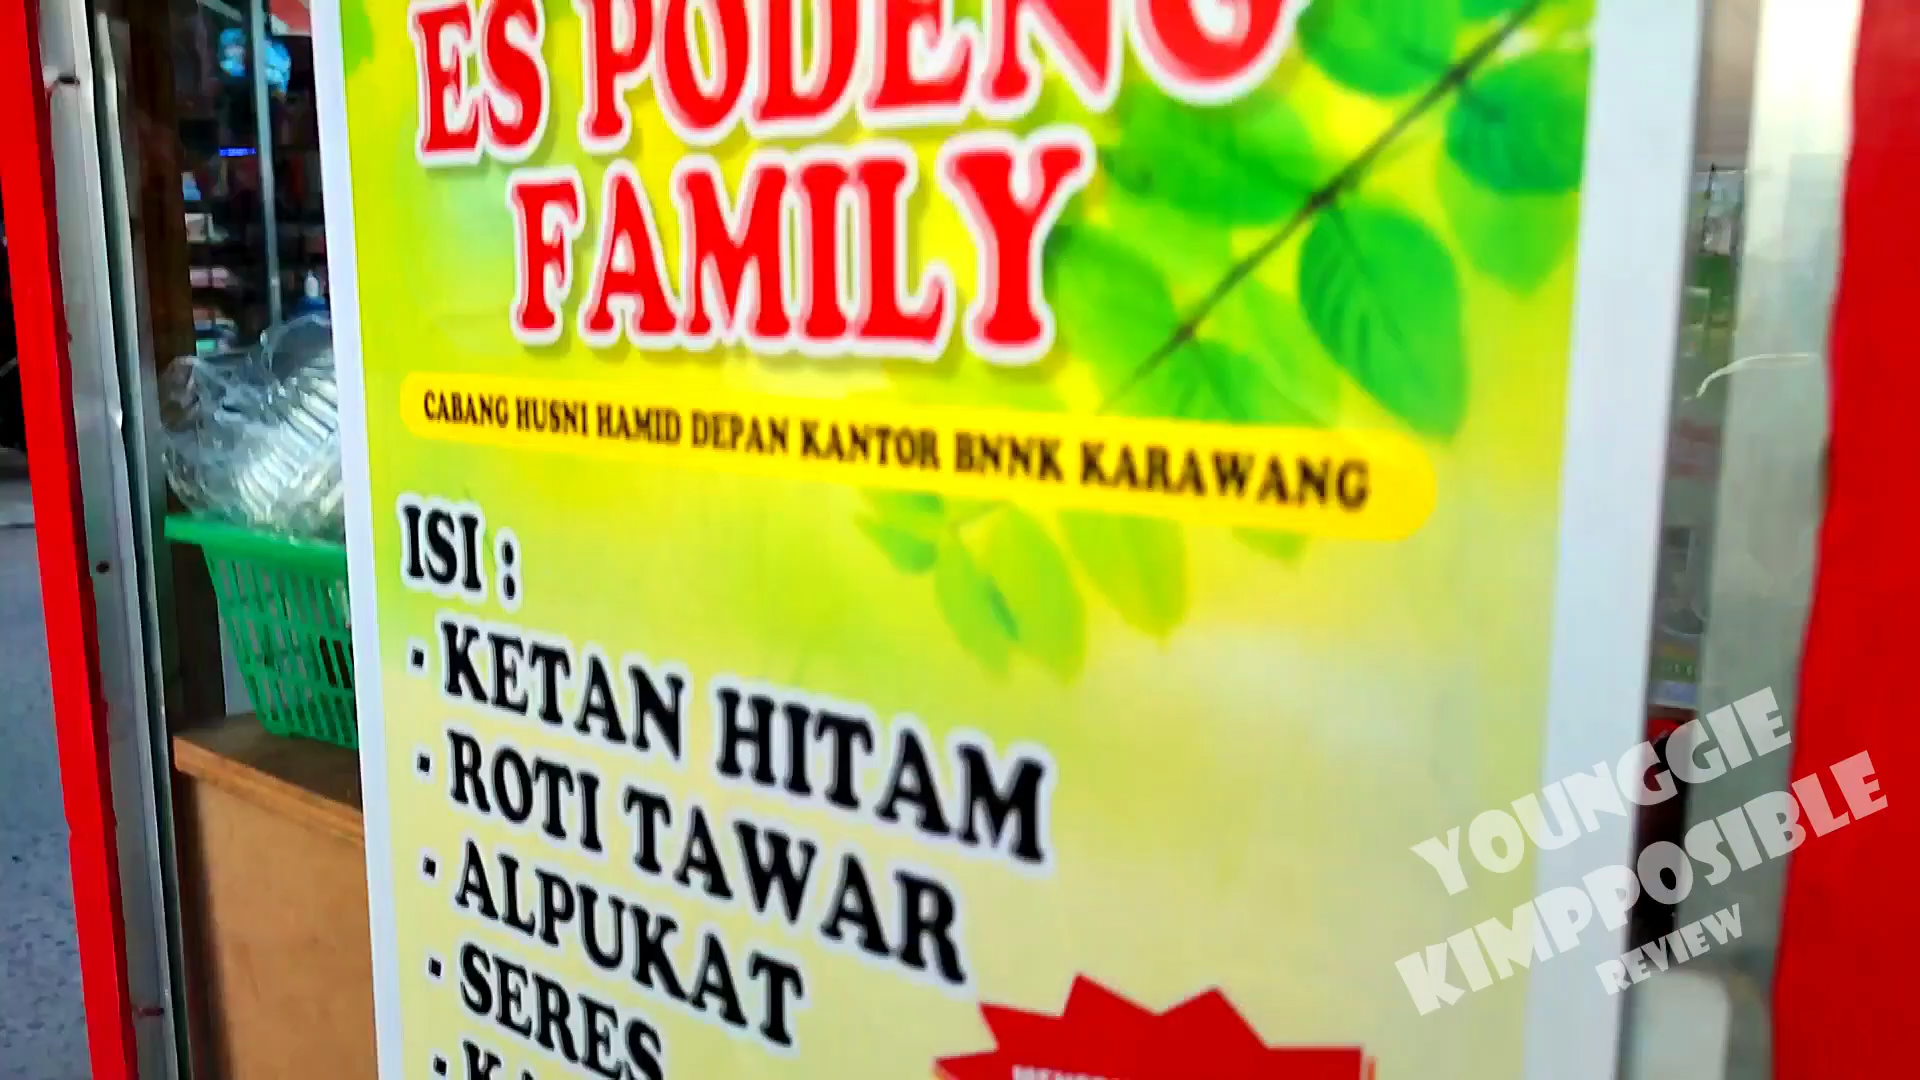 ES PODENG
FAMILY
CABANG HUSNI HAMID DEPAN KANTOR BNNK KARAWANG
ISI :
- KETAN HITAM
- ROTI TAWAR
- ALPUKAT
- SERES
YOUNGGIE
KIMPPOSIBLE
REVIEW